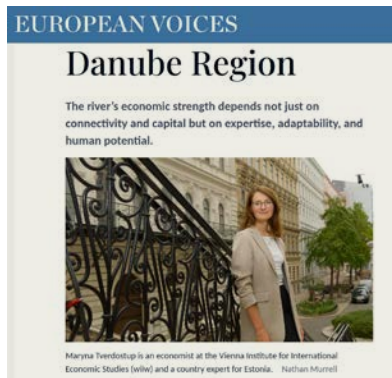 EUROPEAN VOICES
Danube Region
The river's economic strength depends not just on
connectivity and capital but on expertise, adaptability, and
human potential.
Maryna Tverdostup is an economist at the Vienna Institute for International
Economic Studies (wiiw) and a country expert for Estonia. Nathan Murrell